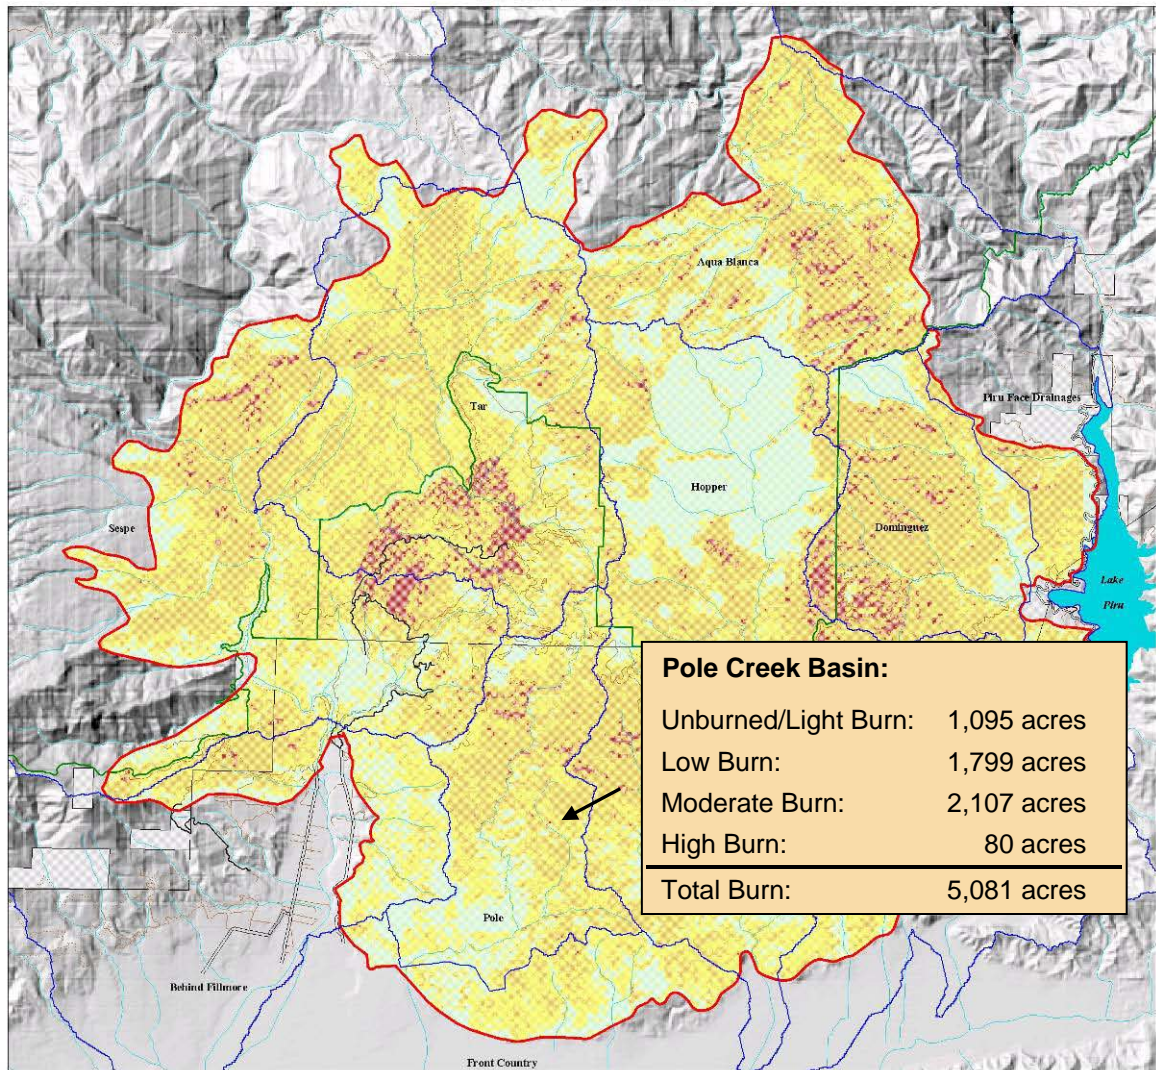 Aqua Blanca
Piru Face Drainages
Tar
Hopper
Sespe
Dominguez
Lake
Piru
Pole Creek Basin:
Unburned/Light Burn: 1,095 acres
Low Burn: 1,799 acres
Moderate Burn: 2,107 acres
High Burn: 80 acres
Total Burn: 5,081 acres
Pole
Behind Fillmore
Front Country